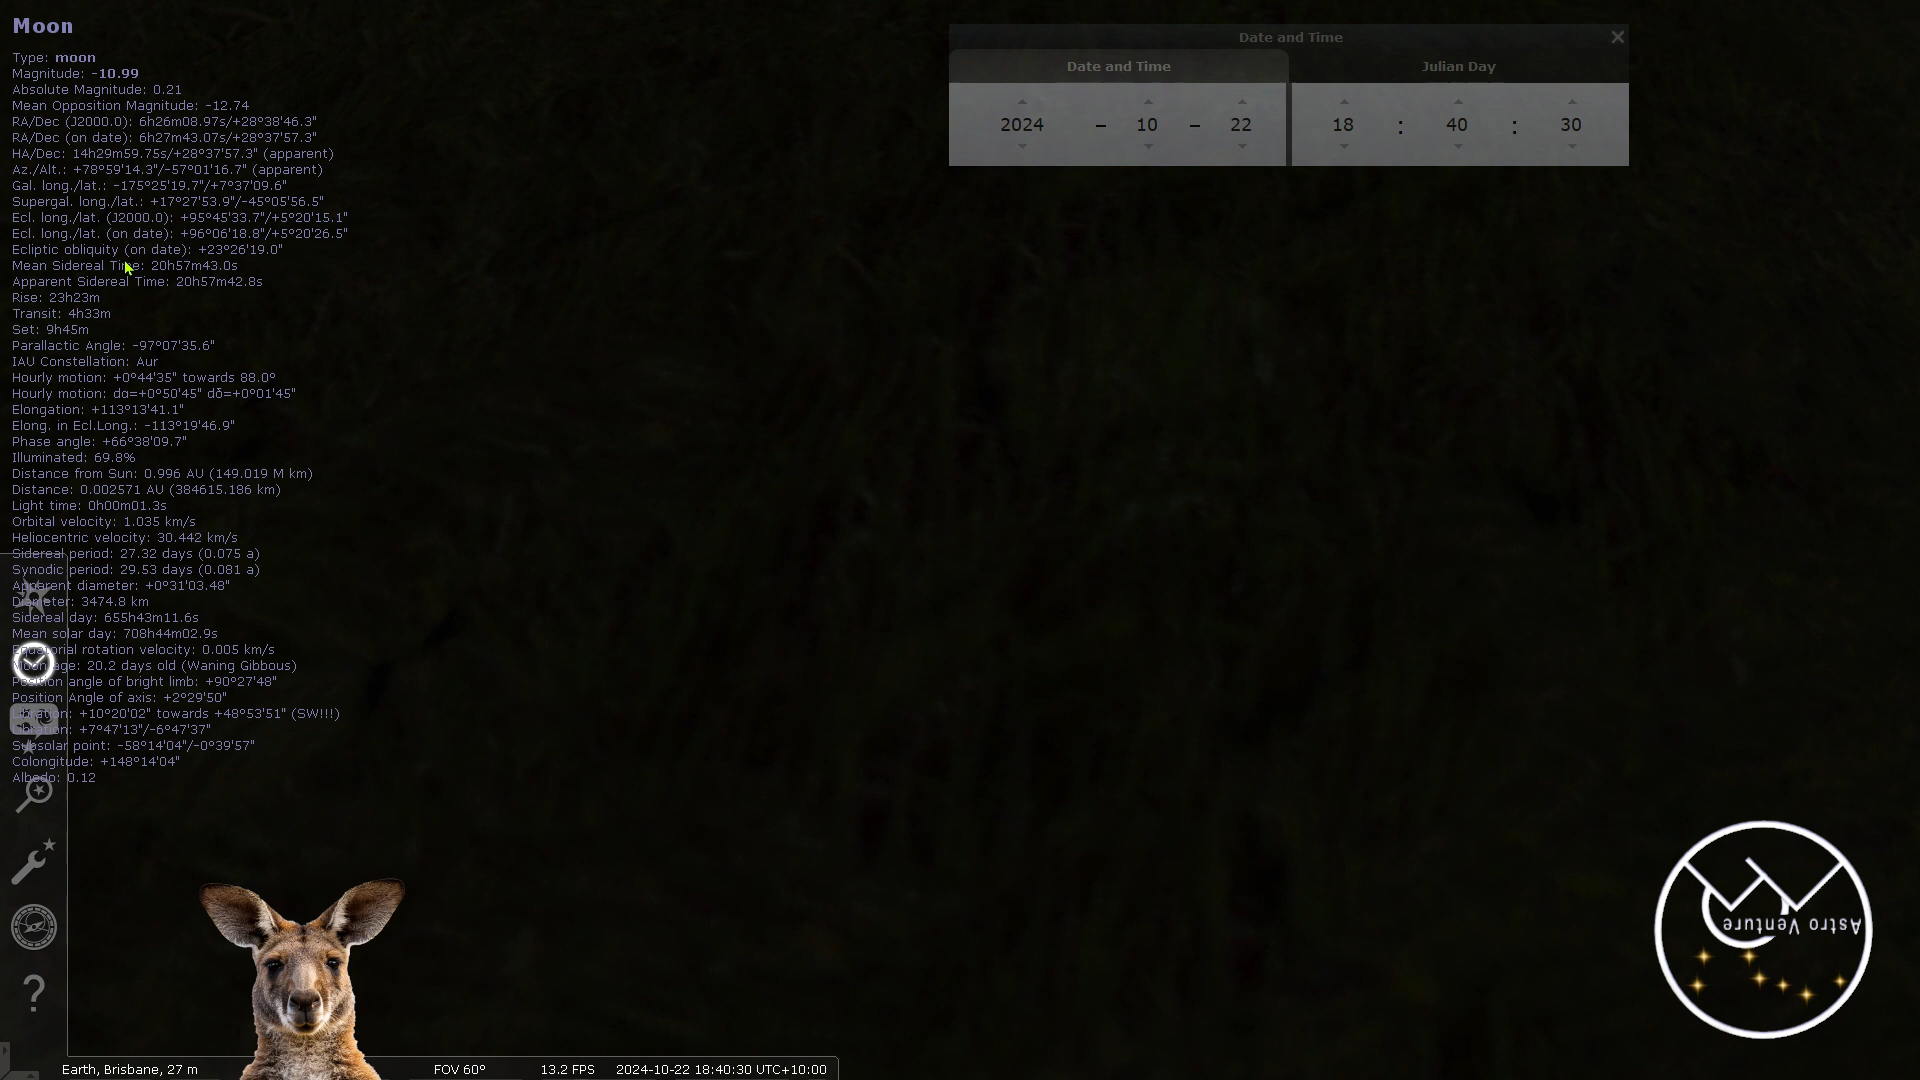 Moon
Type: moon
Magnitude: -10.99
Absolute Magnitude: 0.21
Mean Opposition Magnitude: -12.74
RA/Dec (J2000.0): 6h26m08.97s/+28°38'46.3"
RA/Dec (on date): 6h27m43.07s/+28°37'57.3"
HA/Dec: 14h29m59.75s/+28°37'57.3" (apparent)
Az./Alt.: +78°59'14.3"/-57°01'16.7" (apparent)
Gal. long./lat.: -175°25'19.7"/+7°37'09.6"
Supergal. long./lat.: +17°27'53.9"/-45°05'56.5"
Ecl. long./lat. (J2000.0): +95°45'33.7"/+5°20'15.1"
Ecl. long./lat. (on date): +96°06'18.8"/+5°20'26.5"
Ecliptic obliquity (on date): +23°26'19.0"
Mean Sidereal Time: 20h57m43.0s
Apparent Sidereal Time: 20h57m42.8s
Rise: 23h23m
Transit: 4h33m
Set: 9h45m
Parallactic Angle: -97°07'35.6"
IAU Constellation: Aur
Hourly motion: +0°44'35" towards 88.0°
Hourly motion: dα=+0°50'45" dδ=+0°01'45"
Elongation: +113°13'41.1"
Elong. in Ecl.Long.: -113°19'46.9"
Phase angle: +66°38'09.7"
Illuminated: 69.8%
Distance from Sun: 0.996 AU (149.019 M km)
Distance: 0.002571 AU (384615.186 km)
Light time: 0h00m01.3s
Orbital velocity: 1.035 km/s
Heliocentric velocity: 30.442 km/s
Sidereal period: 27.32 days (0.075 a)
Synodic period: 29.53 days (0.081 a)
Apparent diameter: +0°31'03.48"
Diameter: 3474.8 km
Sidereal day: 655h43m11.6s
Mean solar day: 708h44m02.9s
Equatorial rotation velocity: 0.005 km/s
Moon age: 20.2 days old (Waning Gibbous)
Position angle of bright limb: +90°27'48"
Position Angle of axis: +2°29'50"
Libration: +10°20'02" towards +48°53'51" (SW!!!)
Libration: +7°47'13"/-6°47'37"
Subsolar point: -58°14'04"/-0°39'57"
Colongitude: +148°14'04"
Albedo: 0.12
Date and Time
Date and Time
Julian Day
2024 – 10 – 22
18 : 40 : 30
Astro Venture
Earth, Brisbane, 27 m
FOV 60°
13.2 FPS
2024-10-22 18:40:30 UTC+10:00